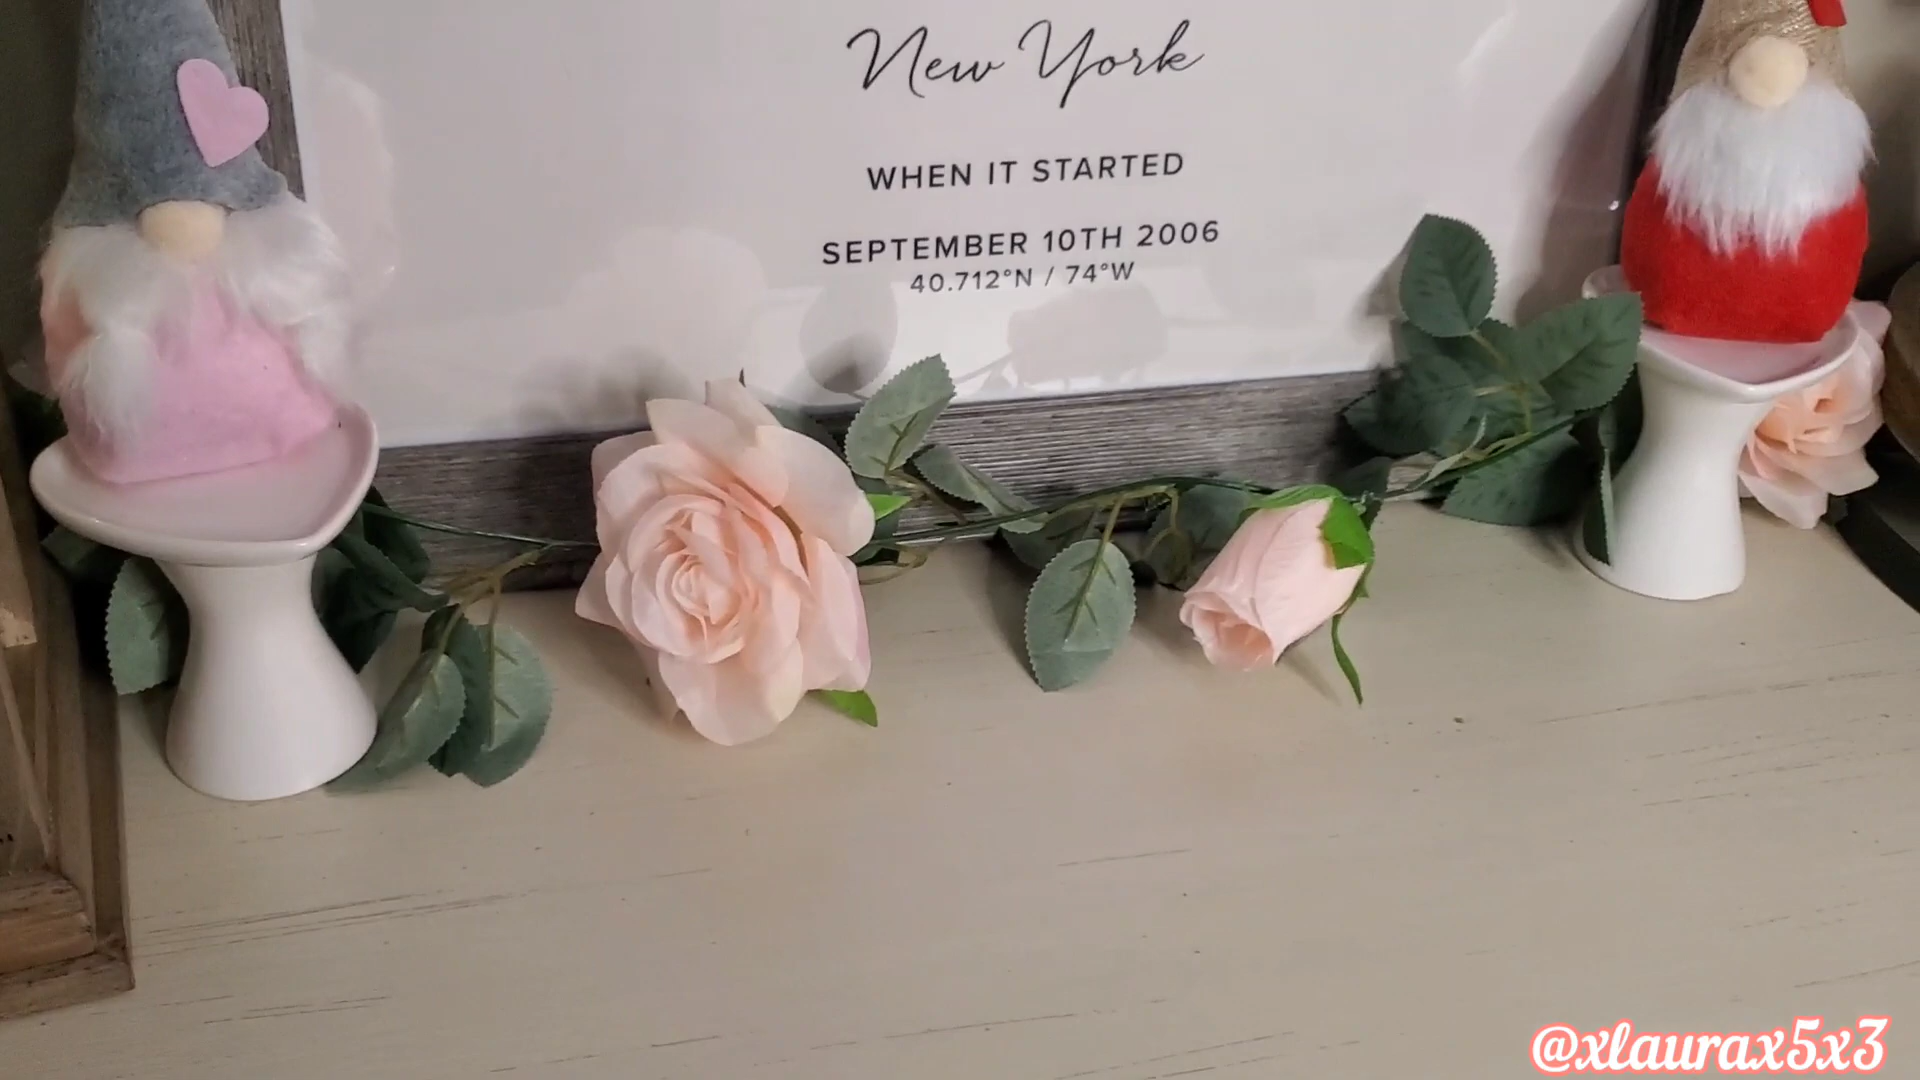 New York
WHEN IT STARTED
SEPTEMBER 10TH 2006
40.712°N / 74°W
@xlaurax5x3